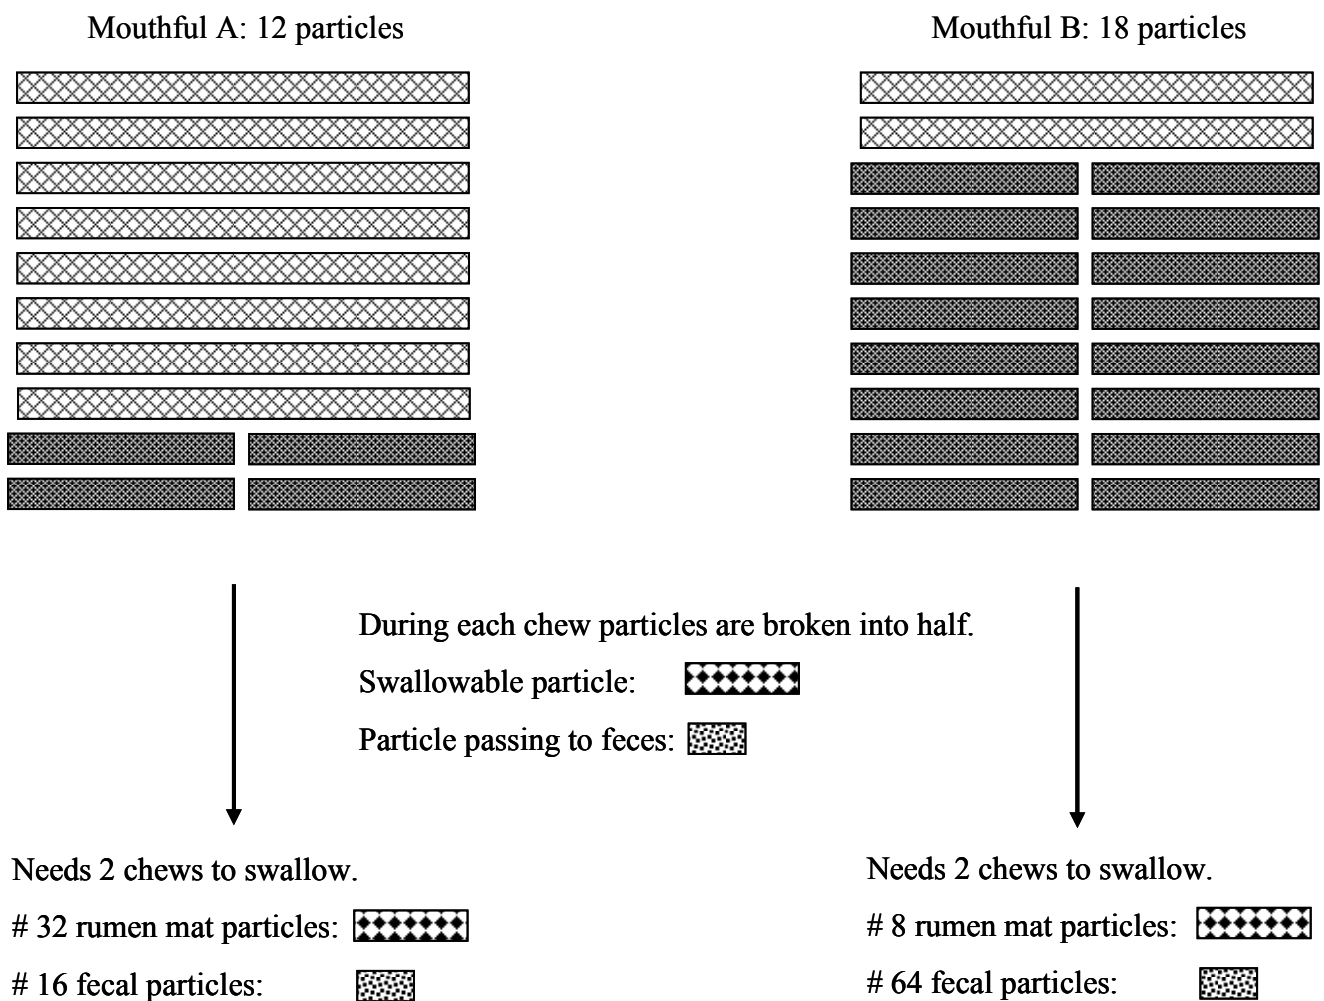 Mouthful A: 12 particles
Mouthful B: 18 particles
During each chew particles are broken into half.
Swallowable particle:
Particle passing to feces:
Needs 2 chews to swallow.
# 32 rumen mat particles:
# 16 fecal particles:
Needs 2 chews to swallow.
# 8 rumen mat particles:
# 64 fecal particles: